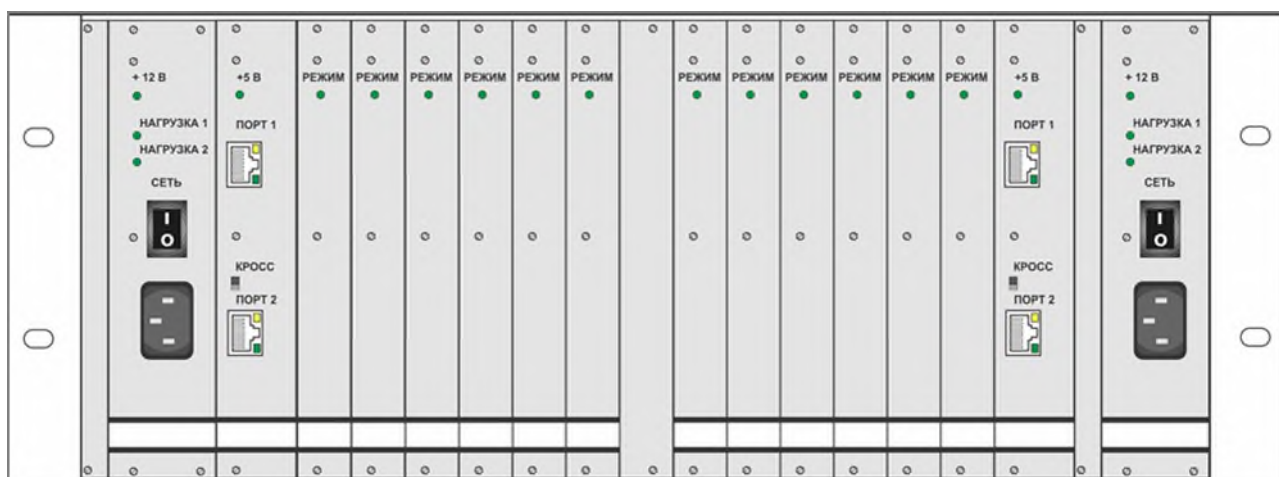 + 12 В +5 В РЕЖИМ РЕЖИМ РЕЖИМ РЕЖИМ РЕЖИМ РЕЖИМ РЕЖИМ РЕЖИМ РЕЖИМ РЕЖИМ РЕЖИМ РЕЖИМ +5 В + 12 В
НАГРУЗКА 1 ПОРТ 1 ПОРТ 1 НАГРУЗКА 1
НАГРУЗКА 2 НАГРУЗКА 2
СЕТЬ СЕТЬ
I I
O O
КРОСС КРОСС
ПОРТ 2 ПОРТ 2